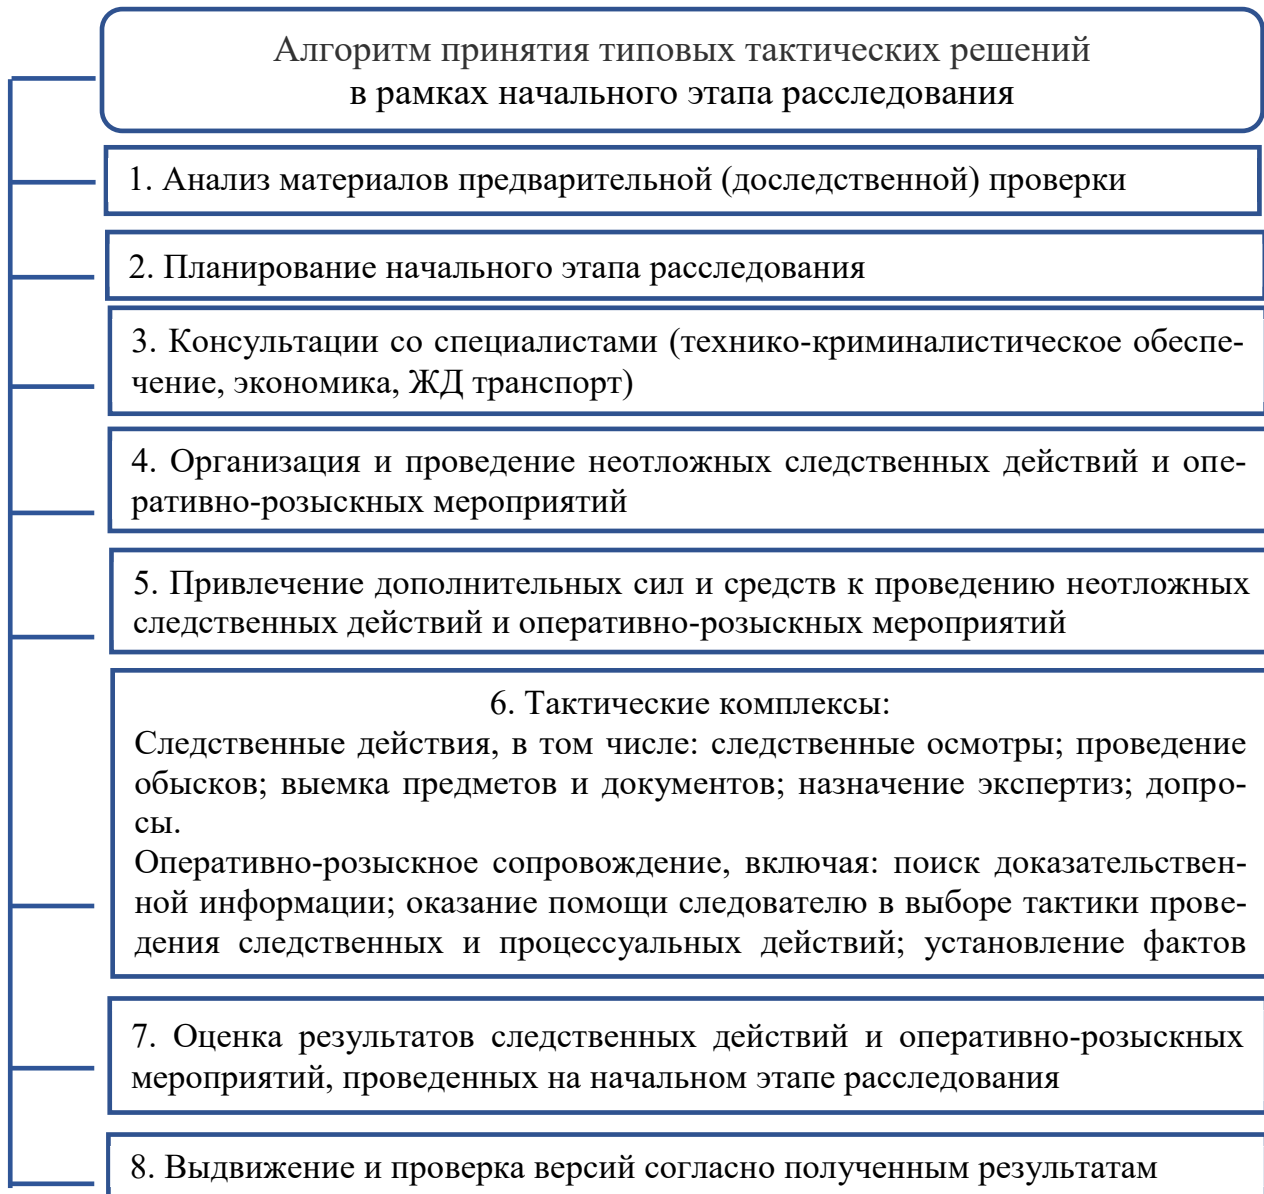 Алгоритм принятия типовых тактических решений
в рамках начального этапа расследования
1. Анализ материалов предварительной (доследственной) проверки
2. Планирование начального этапа расследования
3. Консультации со специалистами (технико-криминалистическое обеспе-
чение, экономика, ЖД транспорт)
4. Организация и проведение неотложных следственных действий и опе-
ративно-розыскных мероприятий
5. Привлечение дополнительных сил и средств к проведению неотложных
следственных действий и оперативно-розыскных мероприятий
6. Тактические комплексы:
Следственные действия, в том числе: следственные осмотры; проведение
обысков; выемка предметов и документов; назначение экспертиз; допро-
сы.
Оперативно-розыскное сопровождение, включая: поиск доказательствен-
ной информации; оказание помощи следователю в выборе тактики прове-
дения следственных и процессуальных действий; установление фактов
7. Оценка результатов следственных действий и оперативно-розыскных
мероприятий, проведенных на начальном этапе расследования
8. Выдвижение и проверка версий согласно полученным результатам